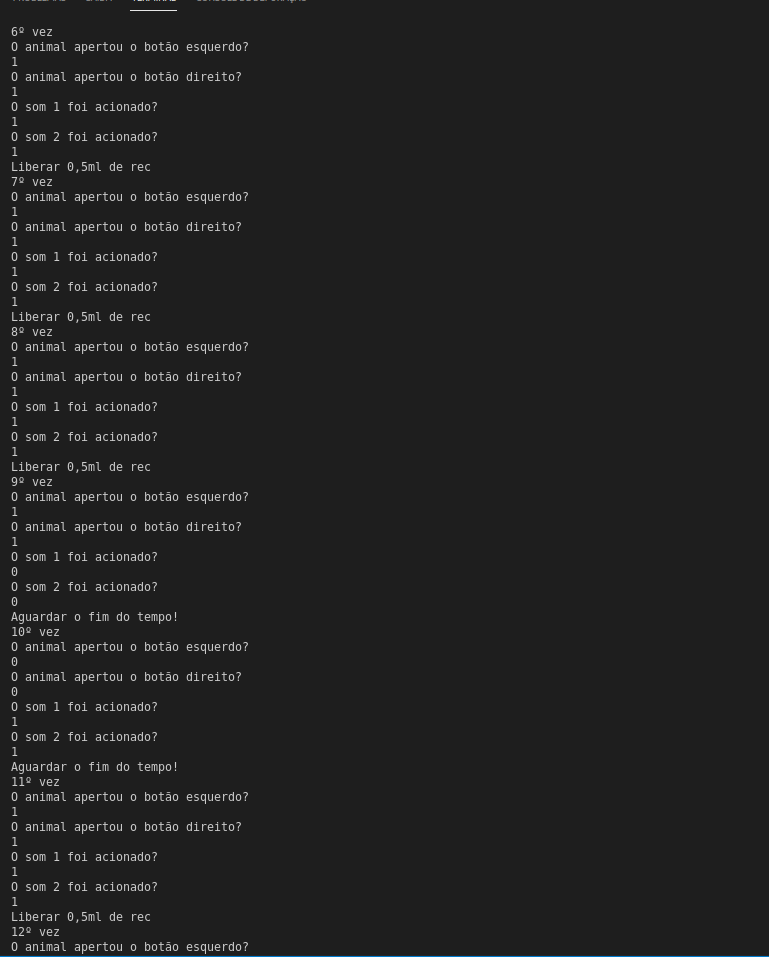 6º vez
O animal apertou o botão esquerdo?
1
O animal apertou o botão direito?
1
O som 1 foi acionado?
1
O som 2 foi acionado?
1
Liberar 0,5ml de rec
7º vez
O animal apertou o botão esquerdo?
1
O animal apertou o botão direito?
1
O som 1 foi acionado?
1
O som 2 foi acionado?
1
Liberar 0,5ml de rec
8º vez
O animal apertou o botão esquerdo?
1
O animal apertou o botão direito?
1
O som 1 foi acionado?
1
O som 2 foi acionado?
1
Liberar 0,5ml de rec
9º vez
O animal apertou o botão esquerdo?
1
O animal apertou o botão direito?
1
O som 1 foi acionado?
0
O som 2 foi acionado?
0
Aguardar o fim do tempo!
10º vez
O animal apertou o botão esquerdo?
0
O animal apertou o botão direito?
0
O som 1 foi acionado?
1
O som 2 foi acionado?
1
Aguardar o fim do tempo!
11º vez
O animal apertou o botão esquerdo?
1
O animal apertou o botão direito?
1
O som 1 foi acionado?
1
O som 2 foi acionado?
1
Liberar 0,5ml de rec
12º vez
O animal apertou o botão esquerdo?